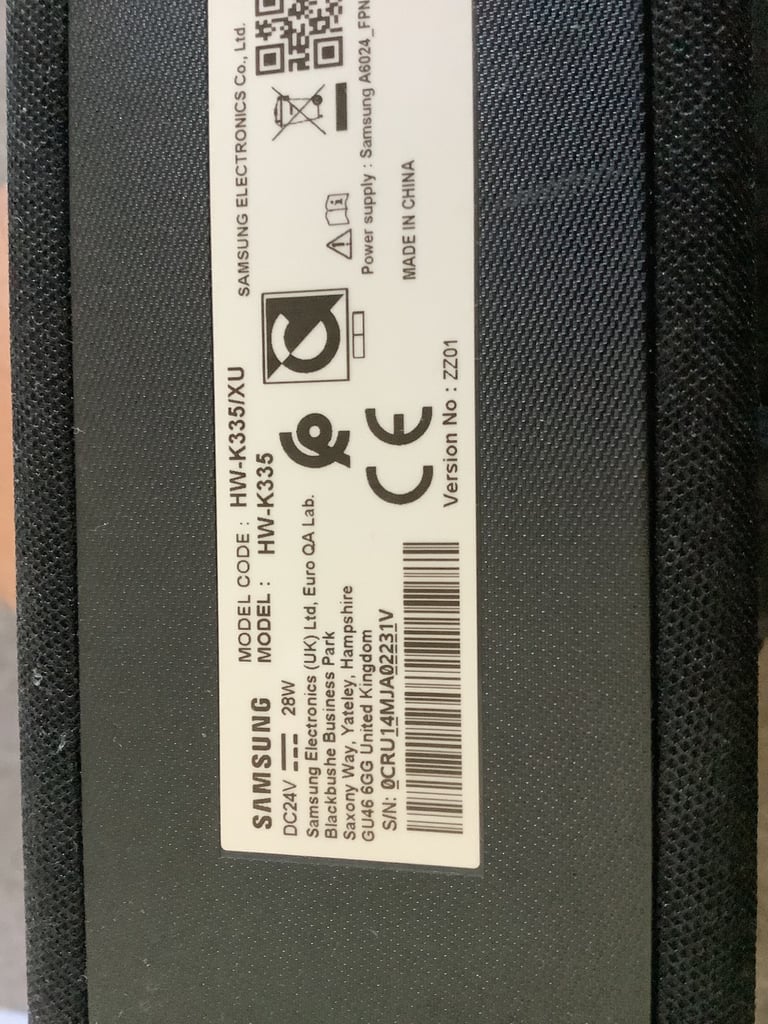 SAMSUNG
MODEL CODE : HW-K335/XU
MODEL : HW-K335
SAMSUNG ELECTRONICS Co., Ltd.
DC24V 28W
Samsung Electronics (UK) Ltd, Euro QA Lab.
Blackbushe Business Park
Saxony Way, Yateley, Hampshire
GU46 6GG United Kingdom
S/N: 0CRU14MJA02231V
CE
Version No : ZZ01
Power supply : Samsung A6024_FPN
MADE IN CHINA